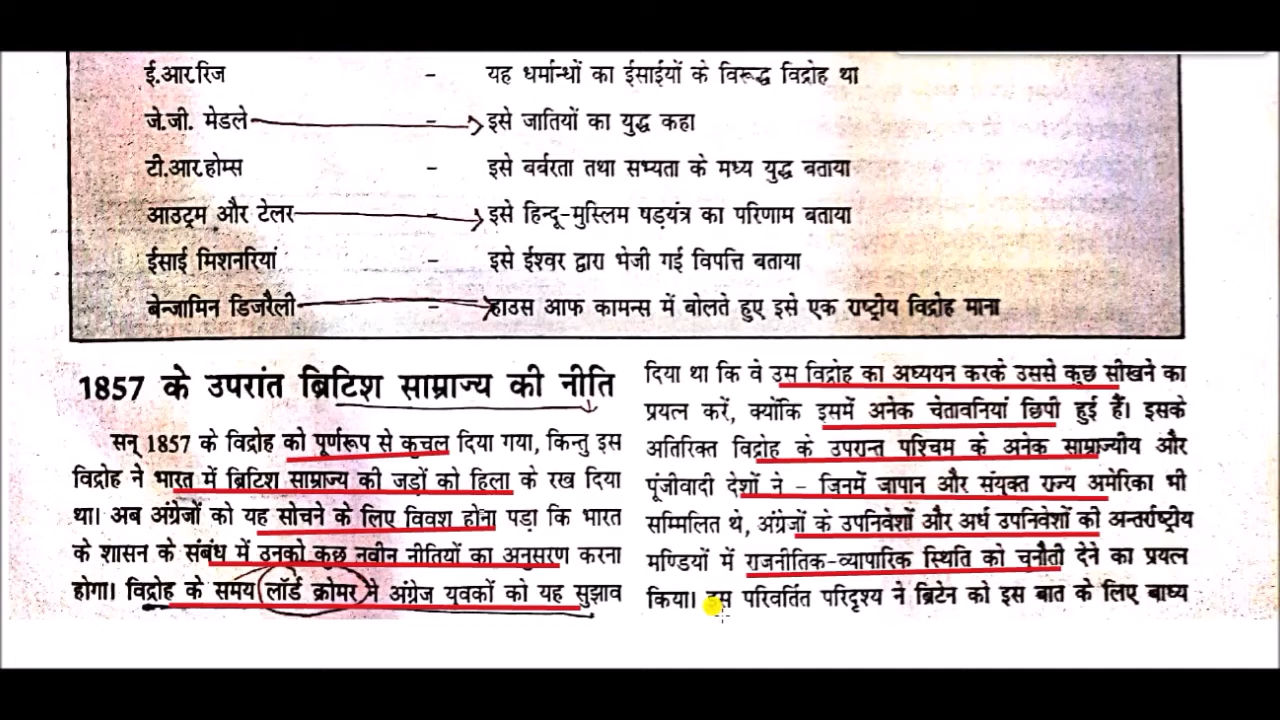 ई.आर.रिज - यह धर्मान्धों का ईसाईयों के विरूद्ध विद्रोह था
जे.जी. मेडले - इसे जातियों का युद्ध कहा
टी.आर.होम्स - इसे बर्वरता तथा सभ्यता के मध्य युद्ध बताया
आउट्रम और टेलर - इसे हिन्दू-मुस्लिम षड़यंत्र का परिणाम बताया
ईसाई मिशनरियां - इसे ईश्वर द्वारा भेजी गई विपत्ति बताया
बेन्जामिन डिजरैली - हाउस आफ कामन्स में बोलते हुए इसे एक राष्ट्रीय विद्रोह माना
1857 के उपरांत ब्रिटिश साम्राज्य की नीति
सन् 1857 के विद्रोह को पूर्णरूप से कुचल दिया गया, किन्तु इस
विद्रोह ने भारत में ब्रिटिश साम्राज्य की जड़ों को हिला के रख दिया
था। अब अंग्रेजों को यह सोचने के लिए विवश होना पड़ा कि भारत
के शासन के संबंध में उनको कुछ नवीन नीतियों का अनुसरण करना
होगा। विद्रोह के समय लॉर्ड क्रोमर ने अंग्रेज युवकों को यह सुझाव
दिया था कि वे उस विद्रोह का अध्ययन करके उससे कुछ सीखने का
प्रयत्न करें, क्योंकि इसमें अनेक चेतावनियां छिपी हुई हैं। इसके
अतिरिक्त विद्रोह के उपरान्त पश्चिम के अनेक साम्राज्यीय और
पूंजीवादी देशों ने - जिनमें जापान और संयुक्त राज्य अमेरिका भी
सम्मिलित थे, अंग्रेजों के उपनिवेशों और अर्ध उपनिवेशों की अन्तर्राष्ट्रीय
मण्डियों में राजनीतिक-व्यापारिक स्थिति को चुनौती देने का प्रयत्न
किया। इस परिवर्तित परिदृश्य ने ब्रिटेन को इस बात के लिए बाध्य